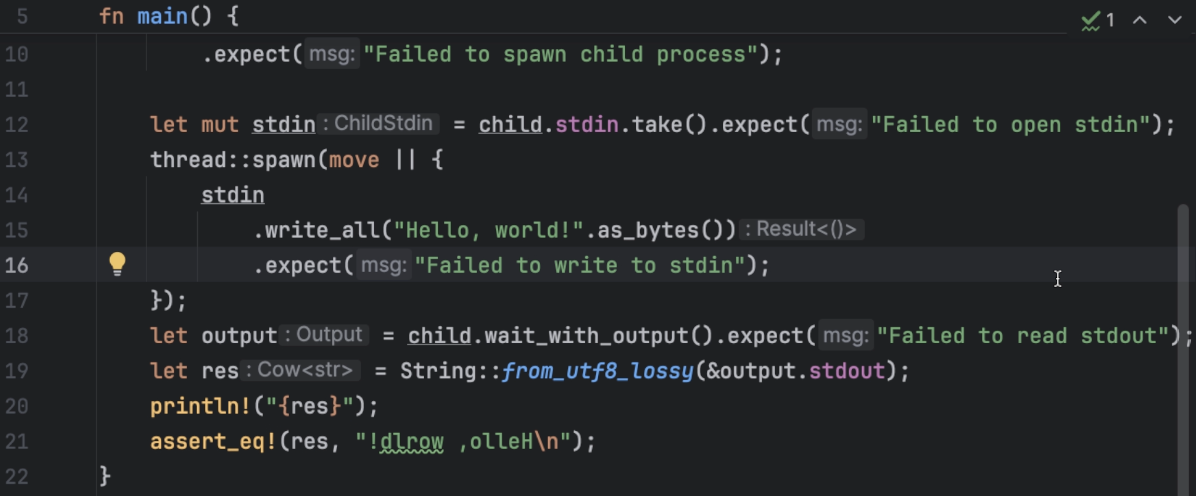 5 fn main() { 1
10 .expect( msg: "Failed to spawn child process");
11
12 let mut stdin : ChildStdin = child.stdin.take().expect( msg: "Failed to open stdin");
13 thread::spawn(move || {
14 stdin
15 .write_all("Hello, world!".as_bytes()) : Result<()>
16 .expect( msg: "Failed to write to stdin");
17 });
18 let output : Output = child.wait_with_output().expect( msg: "Failed to read stdout");
19 let res : Cow<str> = String::from_utf8_lossy(&output.stdout);
20 println!("{res}");
21 assert_eq!(res, "!dlrow ,olleH\n");
22 }